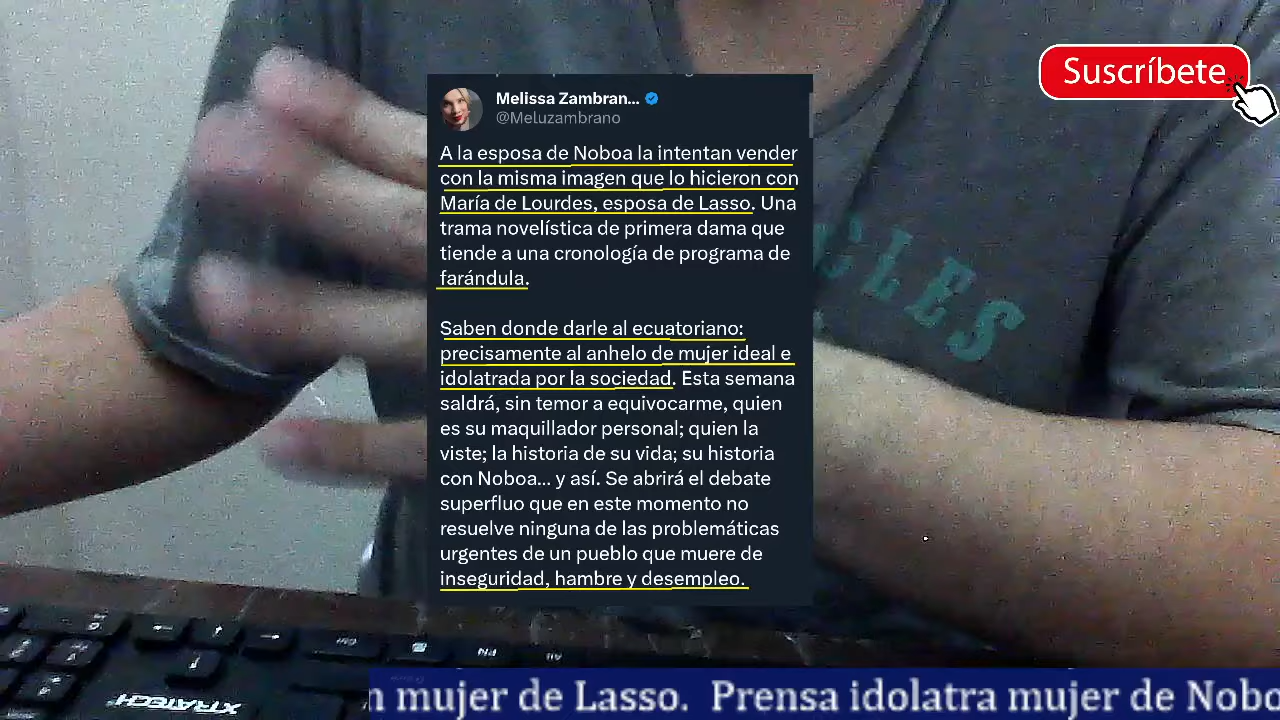 Suscríbete
Melissa Zambran...
@Meluzambrano
A la esposa de Noboa la intentan vender
con la misma imagen que lo hicieron con
María de Lourdes, esposa de Lasso. Una
trama novelística de primera dama que
tiende a una cronología de programa de
farándula.
Saben donde darle al ecuatoriano:
precisamente al anhelo de mujer ideal e
idolatrada por la sociedad. Esta semana
saldrá, sin temor a equivocarme, quien
es su maquillador personal; quien la
viste; la historia de su vida; su historia
con Noboa... y así. Se abrirá el debate
superfluo que en este momento no
resuelve ninguna de las problemáticas
urgentes de un pueblo que muere de
inseguridad, hambre y desempleo.
XTRATECH
n mujer de Lasso. Prensa idolatra mujer de Nobo